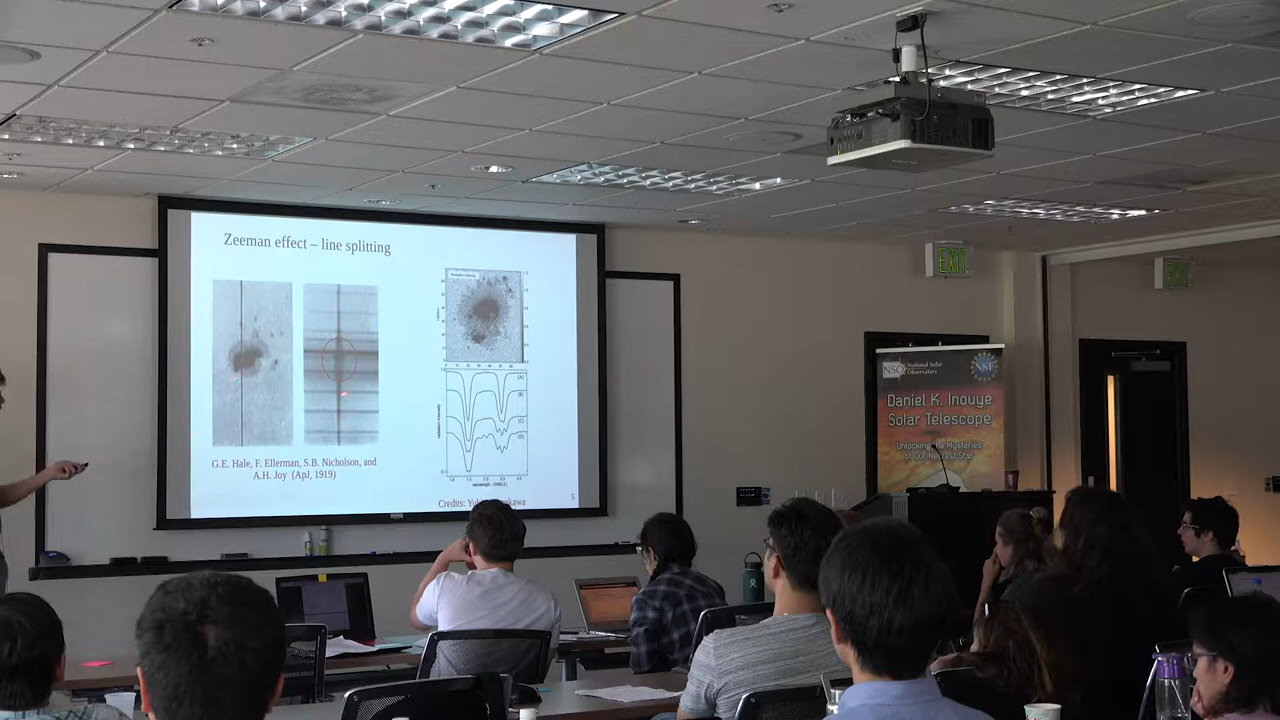 Zeeman effect – line splitting
G.E. Hale, F. Ellerman, S.B. Nicholson, and
A.H. Joy (ApJ, 1919)
(A)
(B)
(C)
(D)
Credits:
5
EXIT
EXIT
NSO National Solar
Observatory
NSF
Daniel K. Inouye
Solar Telescope
Unlocking the Mysteries
of Our Nearest Star